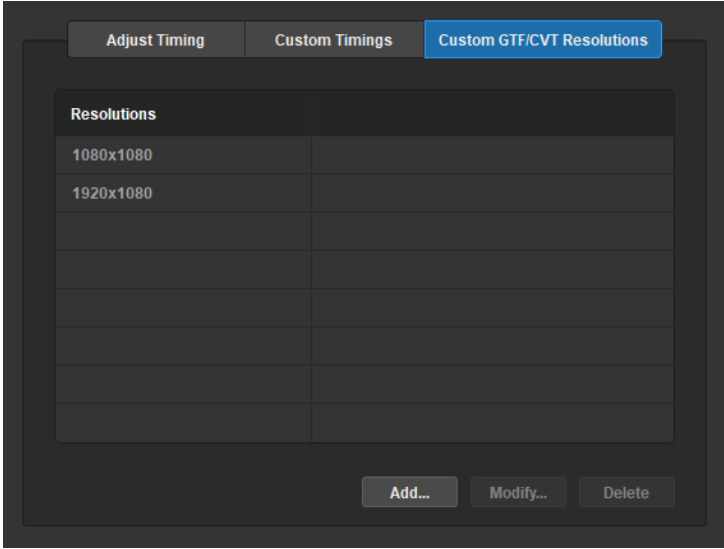 Adjust Timing Custom Timings Custom GTF/CVT Resolutions
Resolutions
1080x1080
1920x1080
Add... Modify... Delete